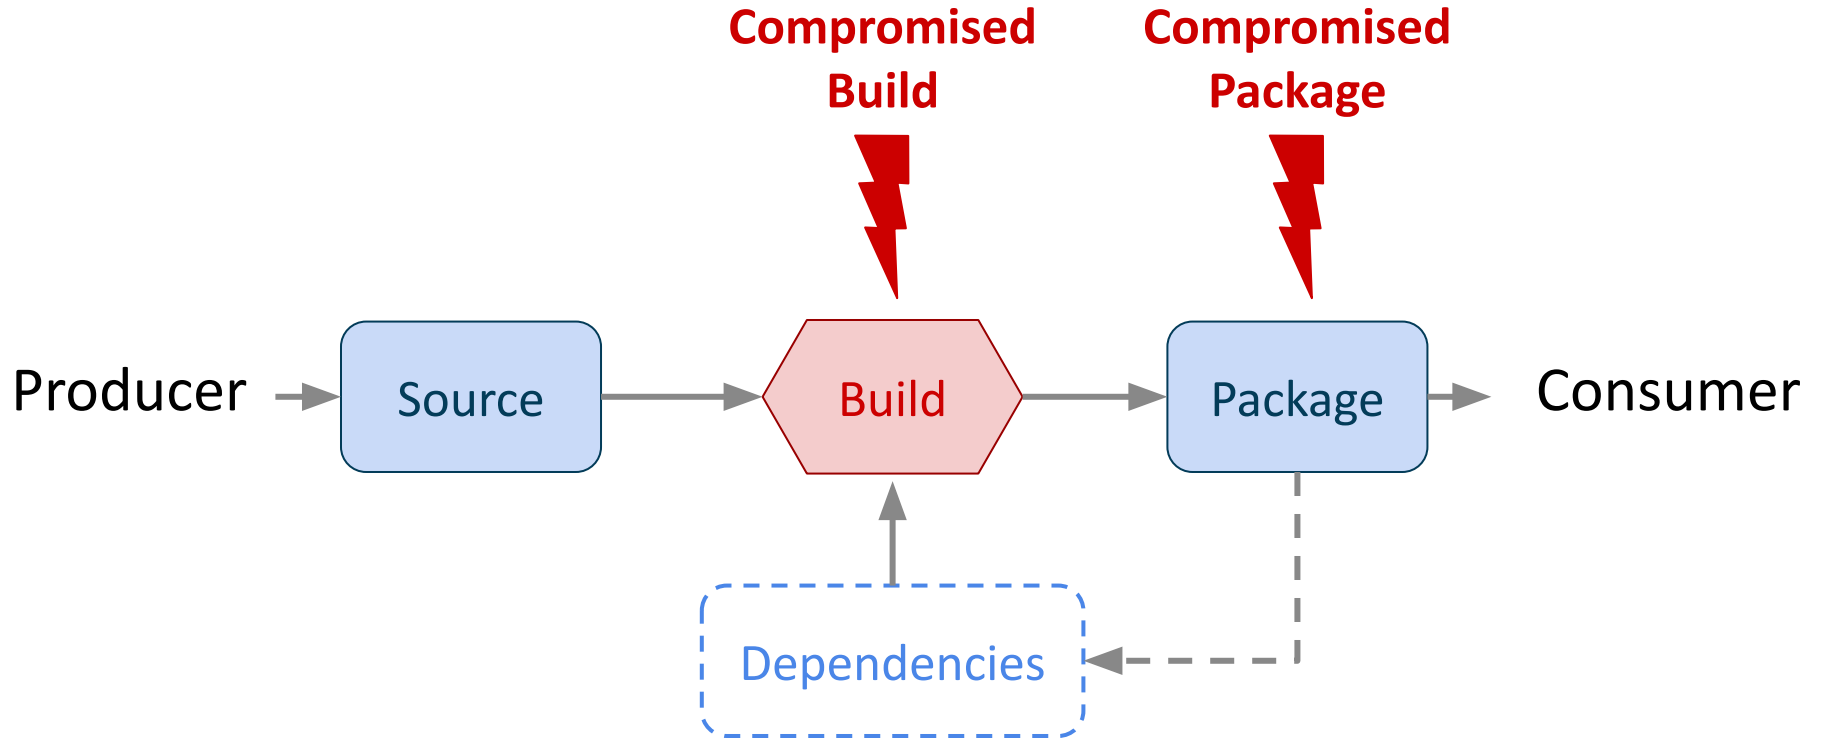 Compromised
Build
Compromised
Package
Producer
Source
Build
Package
Consumer
Dependencies